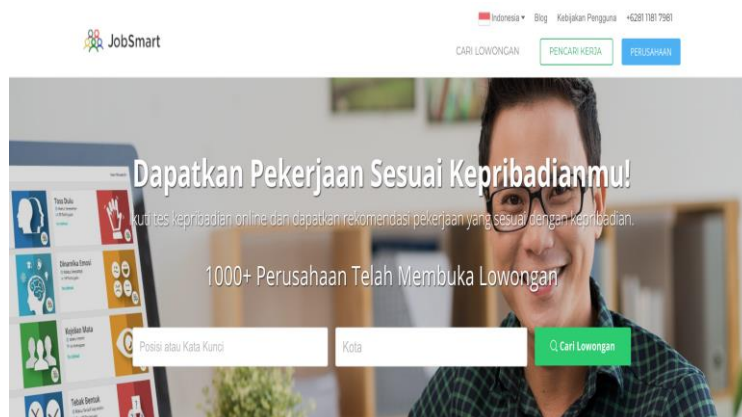 Indonesia ▾ Blog Kebijakan Pengguna +6281 1181 7981
JobSmart
CARI LOWONGAN PENCARI KERJA PERUSAHAAN
Dapatkan Pekerjaan Sesuai Kepribadianmu!
kuti tes kepribadian online dan dapatkan rekomendasi pekerjaan yang sesuai dengan kepribadian.
1000+ Perusahaan Telah Membuka Lowongan
Posisi atau Kata Kunci Kota Cari Lowongan
Tass Dulu
Dinamika Emosi
Kejelian Mata
Tebak Bentuk